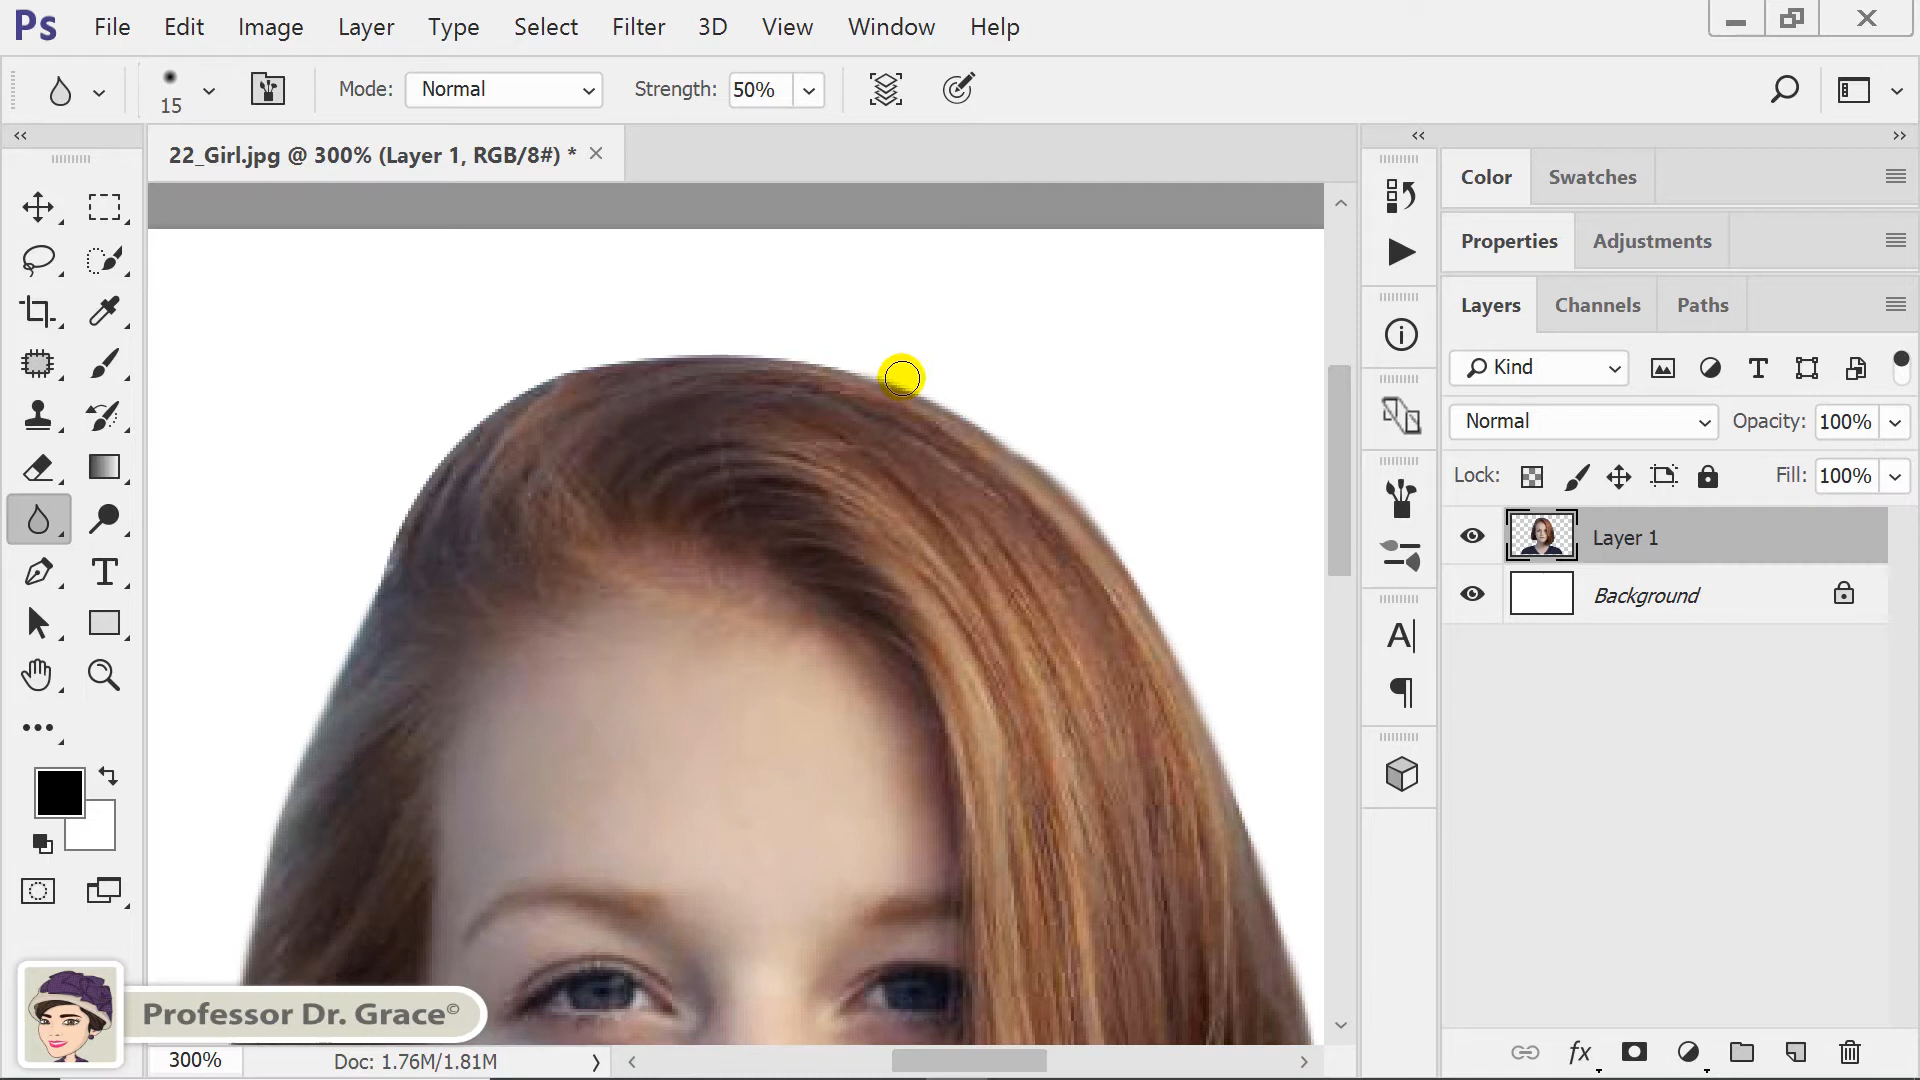 Ps File Edit Image Layer Type Select Filter 3D View Window Help
15 Mode: Normal Strength: 50%
22_Girl.jpg @ 300% (Layer 1, RGB/8#) *
Color Swatches
Properties Adjustments
Layers Channels Paths
Kind
Normal Opacity: 100%
Lock: Fill: 100%
Layer 1
Background
Professor Dr. Grace©
300% Doc: 1.76M/1.81M